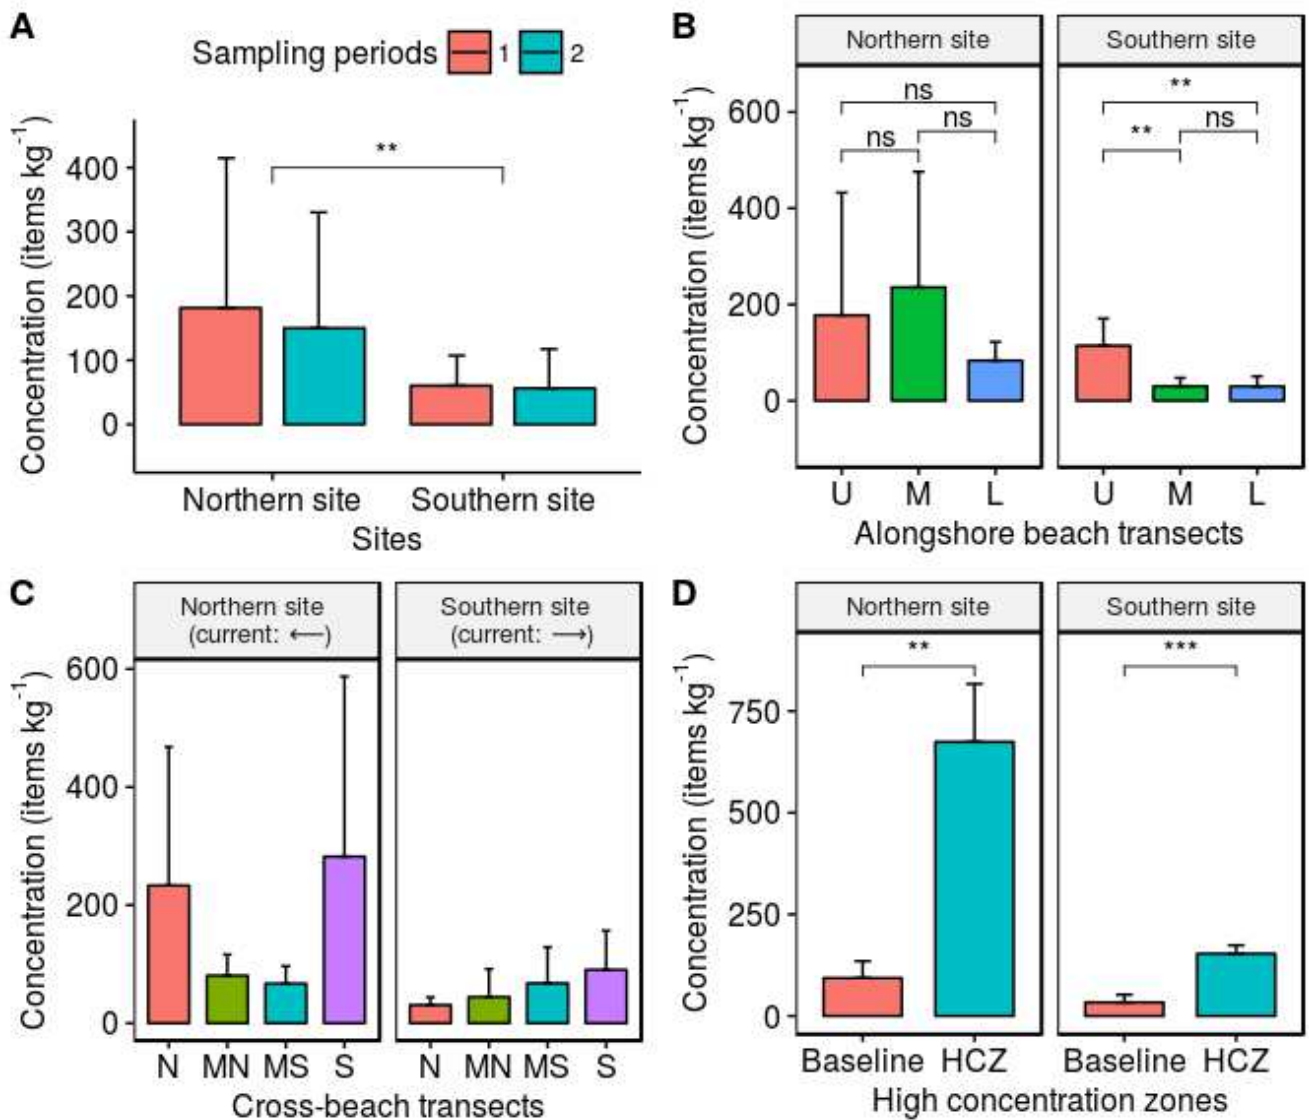 A
Sampling periods 1 2
Concentration (items kg⁻¹)
400
300
200
100
0
**
Northern site Southern site
Sites
B
Northern site Southern site
Concentration (items kg⁻¹)
600
400
200
0
ns
ns
ns
**
**
ns
U M L U M L
Alongshore beach transects
C
Northern site
(current: ←)
Southern site
(current: →)
Concentration (items kg⁻¹)
600
400
200
0
N MN MS S N MN MS S
Cross-beach transects
D
Northern site Southern site
Concentration (items kg⁻¹)
750
500
250
0
**
***
Baseline HCZ Baseline HCZ
High concentration zones